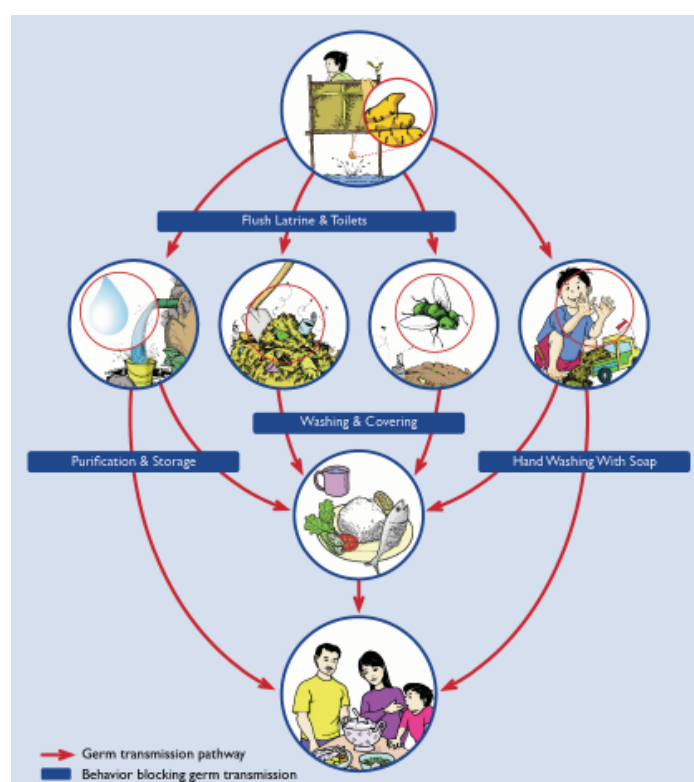 Flush Latrine & Toilets
Washing & Covering
Purification & Storage
Hand Washing With Soap
Germ transmission pathway
Behavior blocking germ transmission